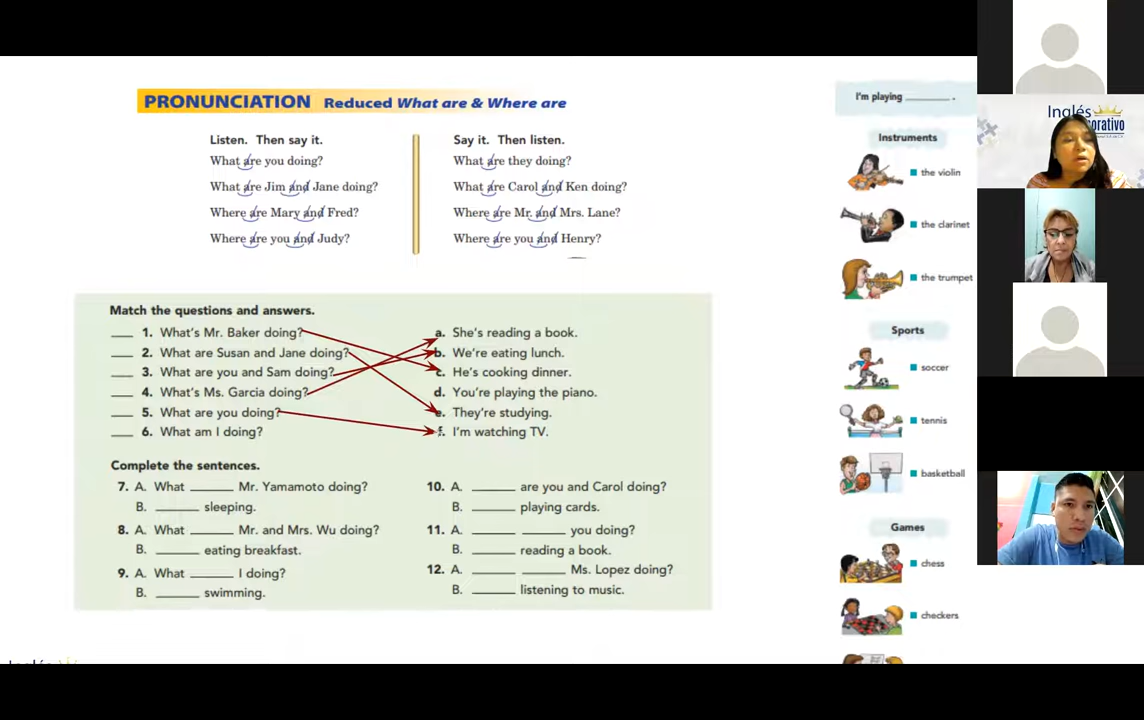 PRONUNCIATION Reduced What are & Where are
Listen. Then say it.
What are you doing?
What are Jim and Jane doing?
Where are Mary and Fred?
Where are you and Judy?
Say it. Then listen.
What are they doing?
What are Carol and Ken doing?
Where are Mr. and Mrs. Lane?
Where are you and Henry?
Match the questions and answers.
____ 1. What's Mr. Baker doing?
____ 2. What are Susan and Jane doing?
____ 3. What are you and Sam doing?
____ 4. What's Ms. Garcia doing?
____ 5. What are you doing?
____ 6. What am I doing?
a. She's reading a book.
b. We're eating lunch.
c. He's cooking dinner.
d. You're playing the piano.
e. They're studying.
f. I'm watching TV.
Complete the sentences.
7. A. What ______ Mr. Yamamoto doing?
B. ______ sleeping.
8. A. What ______ Mr. and Mrs. Wu doing?
B. ______ eating breakfast.
9. A. What ______ I doing?
B. ______ swimming.
10. A. ______ are you and Carol doing?
B. ______ playing cards.
11. A. ______ ______ you doing?
B. ______ reading a book.
12. A. ______ ______ Ms. Lopez doing?
B. ______ listening to music.
I'm playing ______.
Instruments
the violin
the clarinet
the trumpet
Sports
soccer
tennis
basketball
Games
chess
checkers
Inglés